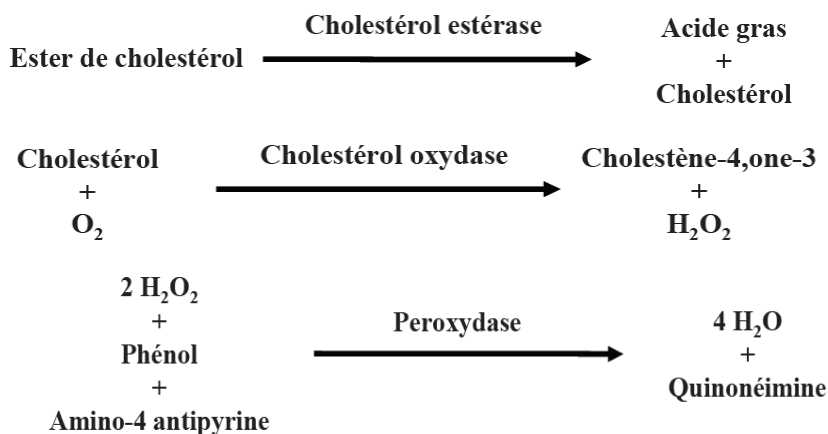 Cholestérol estérase
Ester de cholestérol
Acide gras
+
Cholestérol
Cholestérol
+
O₂
Cholestérol oxydase
Cholestène-4,one-3
+
H₂O₂
2 H₂O₂
+
Phénol
+
Amino-4 antipyrine
Peroxydase
4 H₂O
+
Quinonéimine